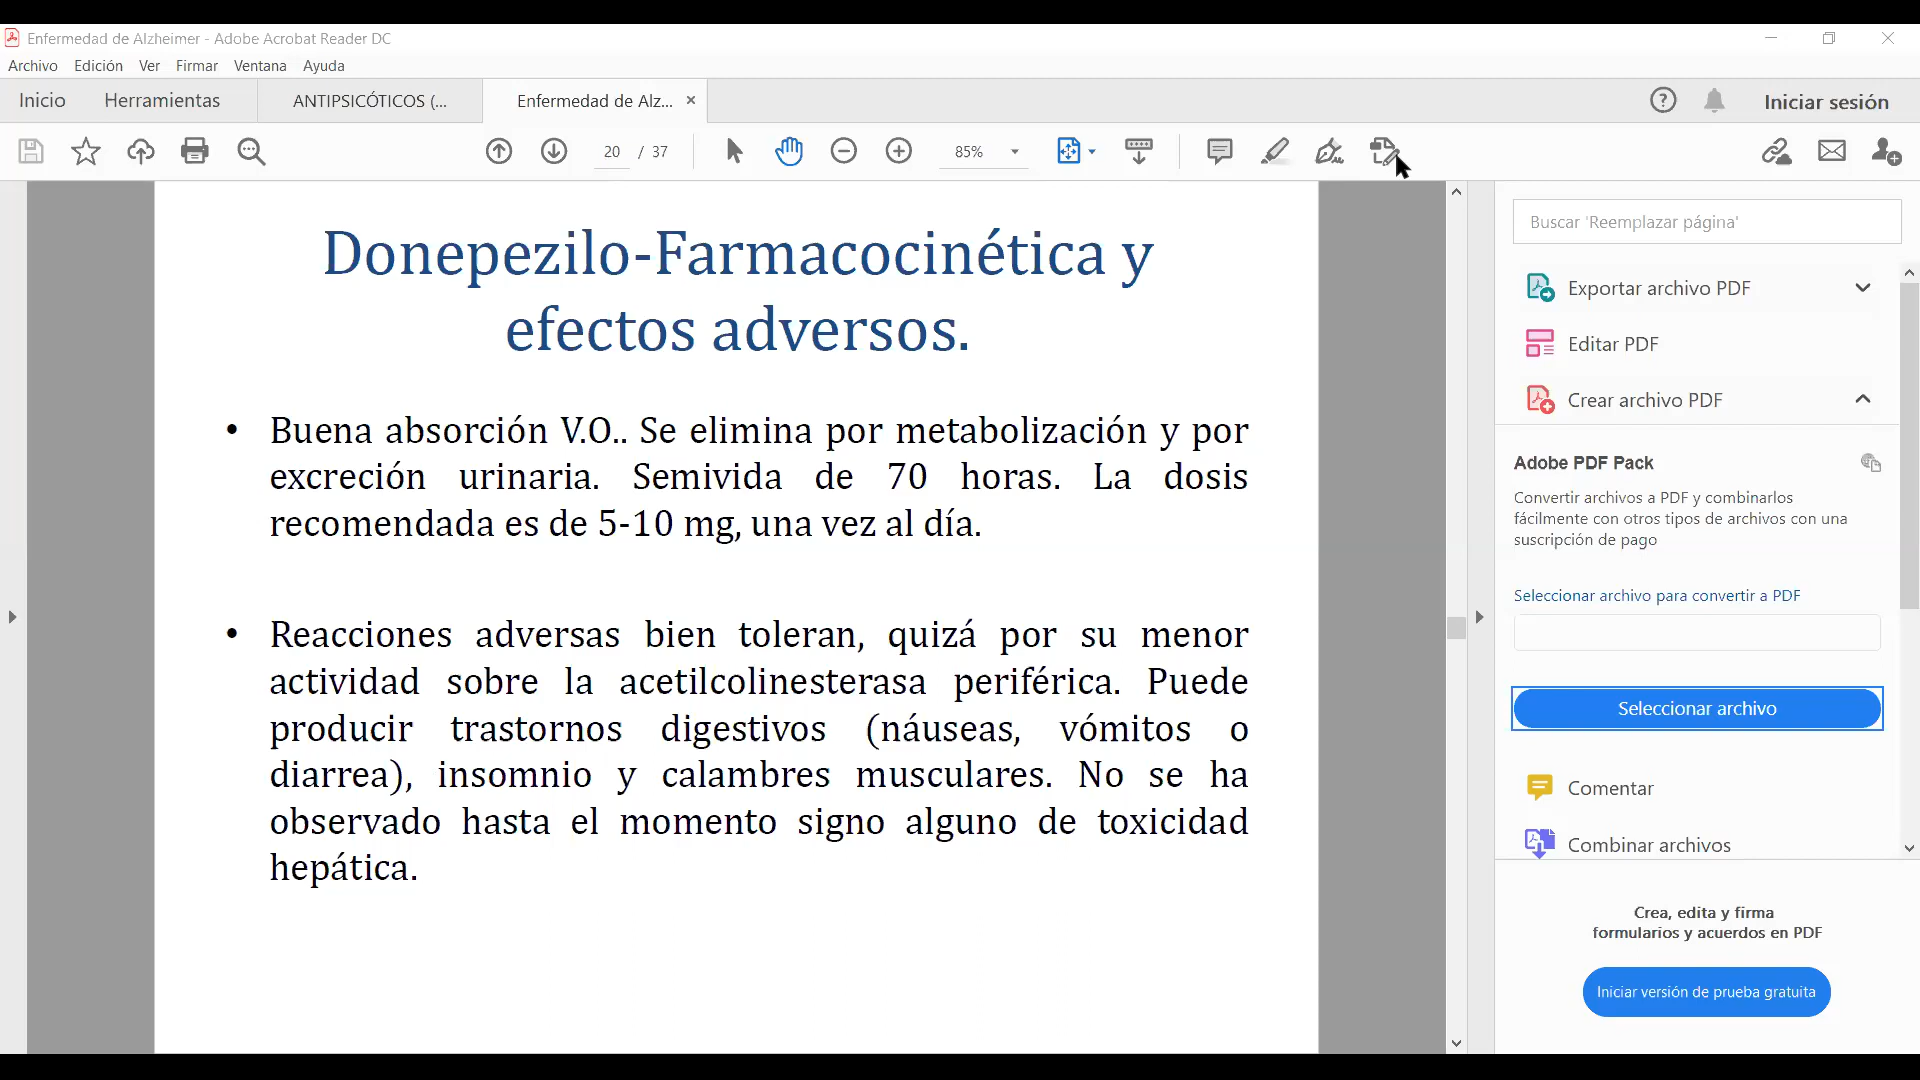 Enfermedad de Alzheimer - Adobe Acrobat Reader DC
Archivo Edición Ver Firmar Ventana Ayuda
Inicio Herramientas ANTIPSICÓTICOS (... Enfermedad de Alz... × Iniciar sesión
20 / 37 85%
Donepezilo-Farmacocinética y
efectos adversos.
• Buena absorción V.O.. Se elimina por metabolización y por
excreción urinaria. Semivida de 70 horas. La dosis
recomendada es de 5-10 mg, una vez al día.
• Reacciones adversas bien toleran, quizá por su menor
actividad sobre la acetilcolinesterasa periférica. Puede
producir trastornos digestivos (náuseas, vómitos o
diarrea), insomnio y calambres musculares. No se ha
observado hasta el momento signo alguno de toxicidad
hepática.
Buscar 'Reemplazar página'
Exportar archivo PDF
Editar PDF
Crear archivo PDF
Adobe PDF Pack
Convertir archivos a PDF y combinarlos
fácilmente con otros tipos de archivos con una
suscripción de pago
Seleccionar archivo para convertir a PDF
Seleccionar archivo
Comentar
Combinar archivos
Crea, edita y firma
formularios y acuerdos en PDF
Iniciar versión de prueba gratuita